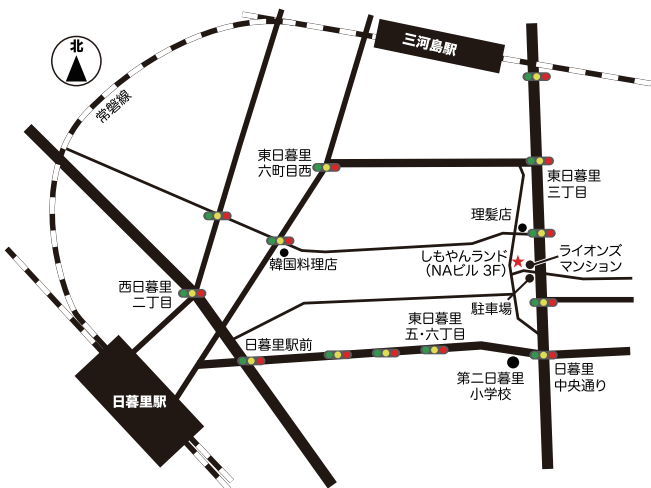 北
三河島駅
常磐線
東日暮里
六町目西
東日暮里
三丁目
理髪店
しもやんランド
（NAビル 3F）
ライオンズ
マンション
韓国料理店
西日暮里
二丁目
駐車場
東日暮里
五・六丁目
日暮里駅前
第二日暮里
小学校
日暮里
中央通り
日暮里駅